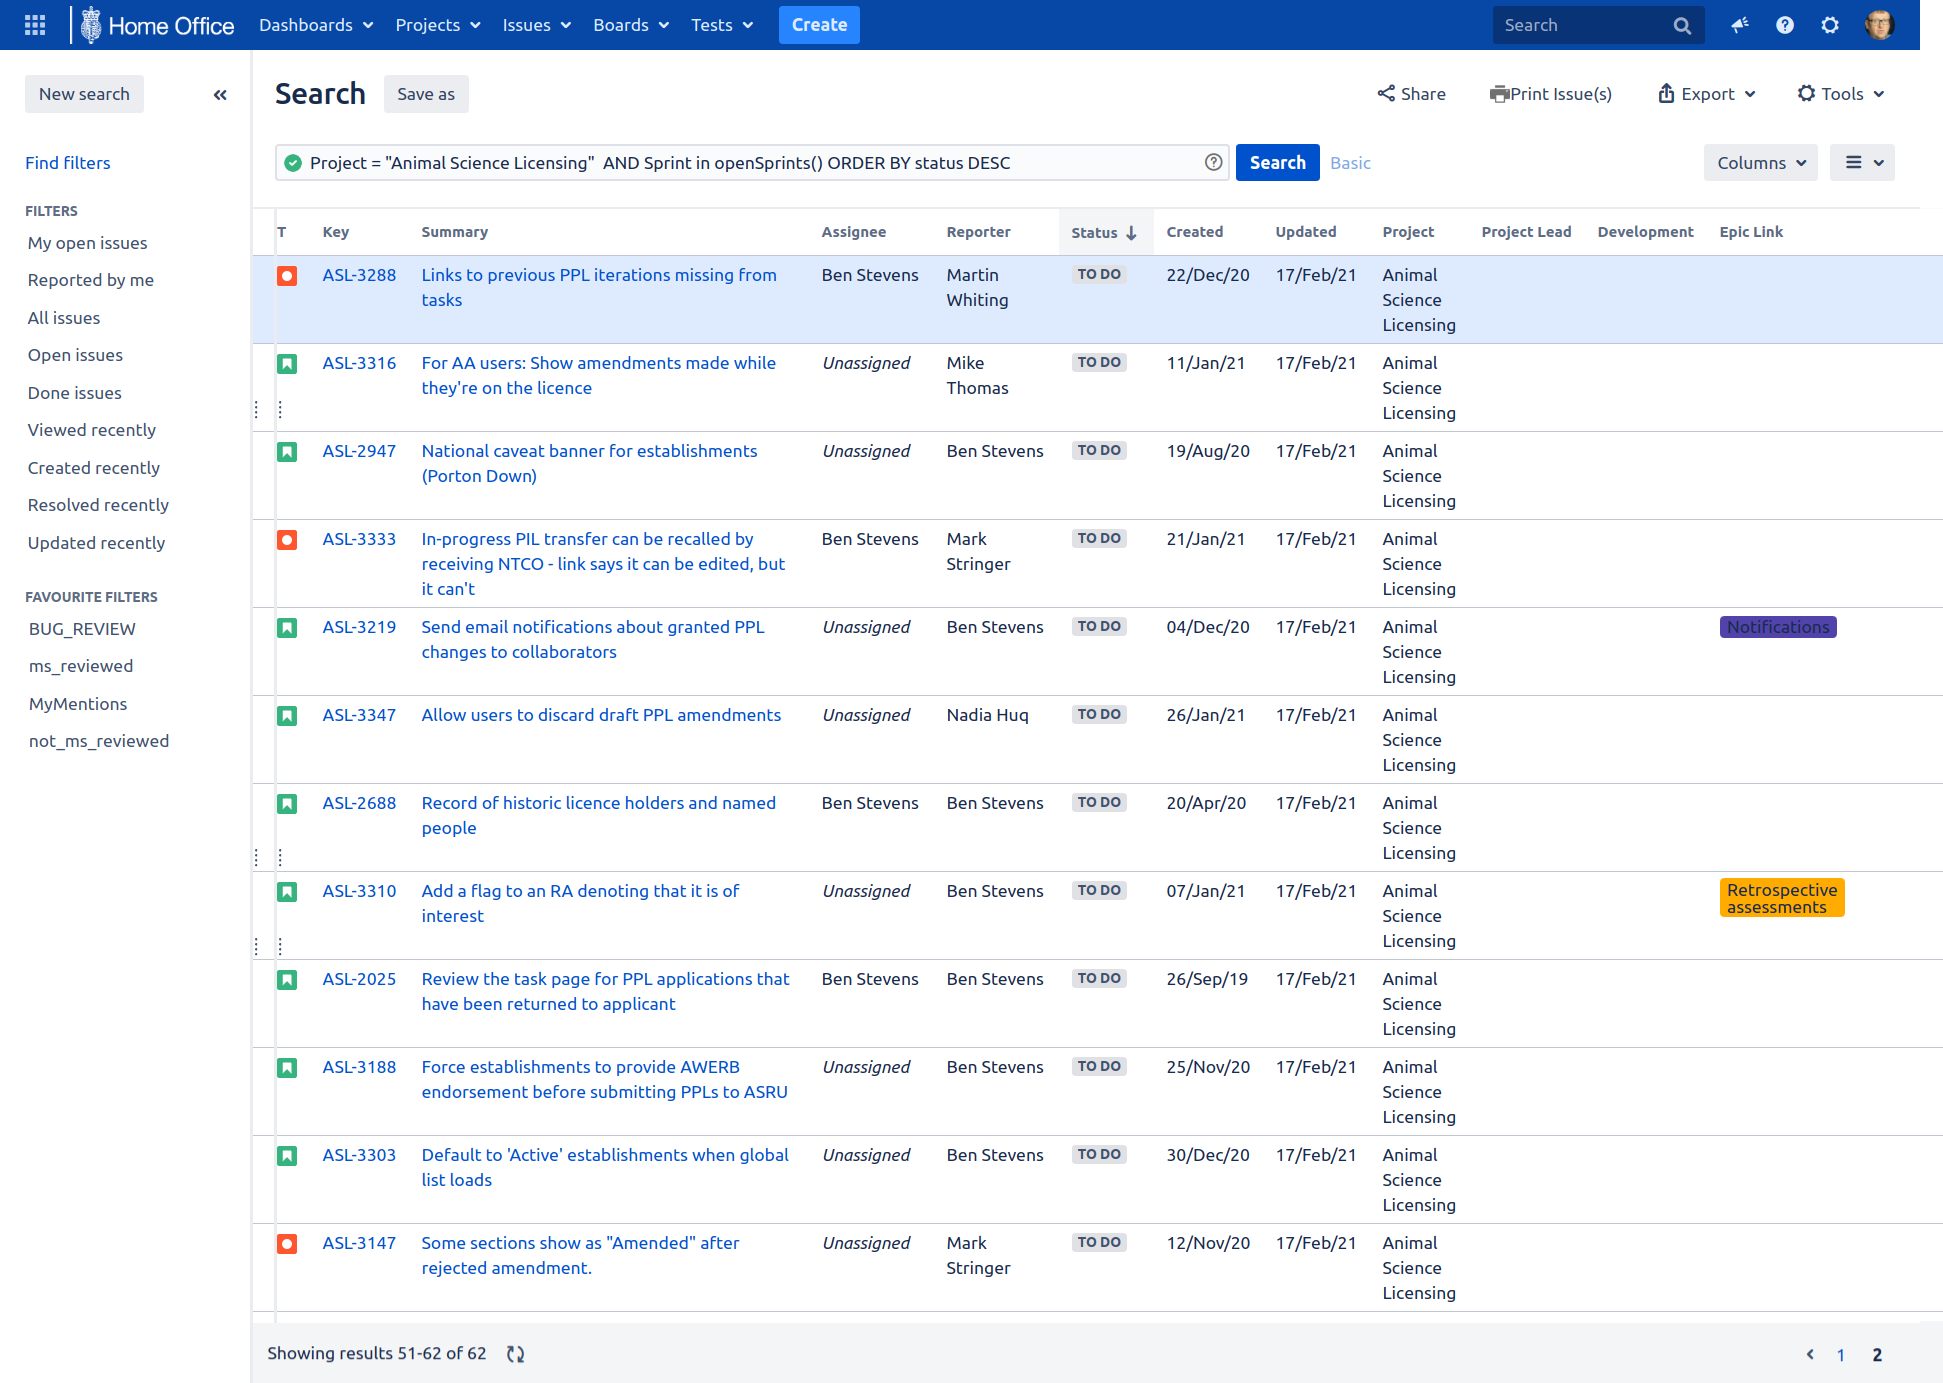 Home Office Dashboards Projects Issues Boards Tests Create Search
New search
Search Save as Share Print Issue(s) Export Tools
Find filters
Project = "Animal Science Licensing"  AND Sprint in openSprints() ORDER BY status DESC Search Basic Columns
FILTERS
My open issues
Reported by me
All issues
Open issues
Done issues
Viewed recently
Created recently
Resolved recently
Updated recently
FAVOURITE FILTERS
BUG_REVIEW
ms_reviewed
MyMentions
not_ms_reviewed
T Key Summary Assignee Reporter Status Created Updated Project Project Lead Development Epic Link
ASL-3288 Links to previous PPL iterations missing from Ben Stevens Martin TO DO 22/Dec/20 17/Feb/21 Animal
tasks Whiting Science
Licensing
ASL-3316 For AA users: Show amendments made while Unassigned Mike TO DO 11/Jan/21 17/Feb/21 Animal
they're on the licence Thomas Science
Licensing
ASL-2947 National caveat banner for establishments Unassigned Ben Stevens TO DO 19/Aug/20 17/Feb/21 Animal
(Porton Down) Science
Licensing
ASL-3333 In-progress PIL transfer can be recalled by Ben Stevens Mark TO DO 21/Jan/21 17/Feb/21 Animal
receiving NTCO - link says it can be edited, but Stringer Science
it can't Licensing
ASL-3219 Send email notifications about granted PPL Unassigned Ben Stevens TO DO 04/Dec/20 17/Feb/21 Animal Notifications
changes to collaborators Science
Licensing
ASL-3347 Allow users to discard draft PPL amendments Unassigned Nadia Huq TO DO 26/Jan/21 17/Feb/21 Animal
Science
Licensing
ASL-2688 Record of historic licence holders and named Ben Stevens Ben Stevens TO DO 20/Apr/20 17/Feb/21 Animal
people Science
Licensing
ASL-3310 Add a flag to an RA denoting that it is of Unassigned Ben Stevens TO DO 07/Jan/21 17/Feb/21 Animal Retrospective
interest Science assessments
Licensing
ASL-2025 Review the task page for PPL applications that Ben Stevens Ben Stevens TO DO 26/Sep/19 17/Feb/21 Animal
have been returned to applicant Science
Licensing
ASL-3188 Force establishments to provide AWERB Unassigned Ben Stevens TO DO 25/Nov/20 17/Feb/21 Animal
endorsement before submitting PPLs to ASRU Science
Licensing
ASL-3303 Default to 'Active' establishments when global Unassigned Ben Stevens TO DO 30/Dec/20 17/Feb/21 Animal
list loads Science
Licensing
ASL-3147 Some sections show as "Amended" after Unassigned Mark TO DO 12/Nov/20 17/Feb/21 Animal
rejected amendment. Stringer Science
Licensing
Showing results 51-62 of 62 1 2